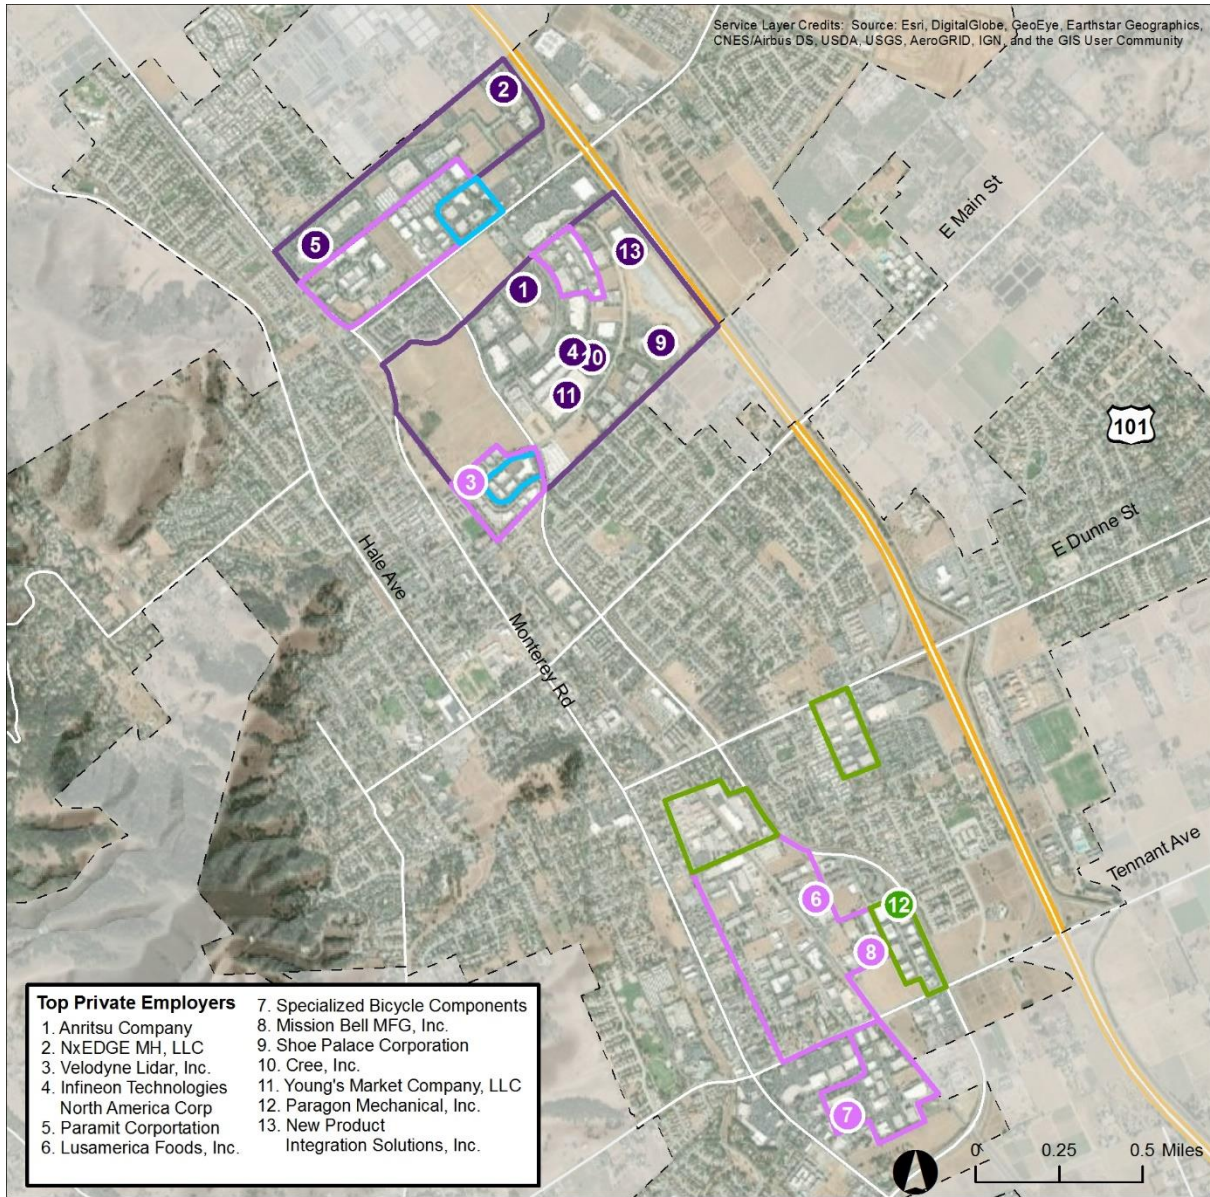 Service Layer Credits: Source: Esri, DigitalGlobe, GeoEye, Earthstar Geographics,
CNES/Airbus DS, USDA, USGS, AeroGRID, IGN, and the GIS User Community
2
E Main St
5
13
1
9
4
10
11
101
3
E Dunne St
Hale Ave
Monterey Rd
Tennant Ave
6
12
8
7
Top Private Employers
1. Anritsu Company
2. NxEDGE MH, LLC
3. Velodyne Lidar, Inc.
4. Infineon Technologies
North America Corp
5. Paramit Corportation
6. Lusamerica Foods, Inc.
7. Specialized Bicycle Components
8. Mission Bell MFG, Inc.
9. Shoe Palace Corporation
10. Cree, Inc.
11. Young's Market Company, LLC
12. Paragon Mechanical, Inc.
13. New Product
Integration Solutions, Inc.
0 0.25 0.5 Miles